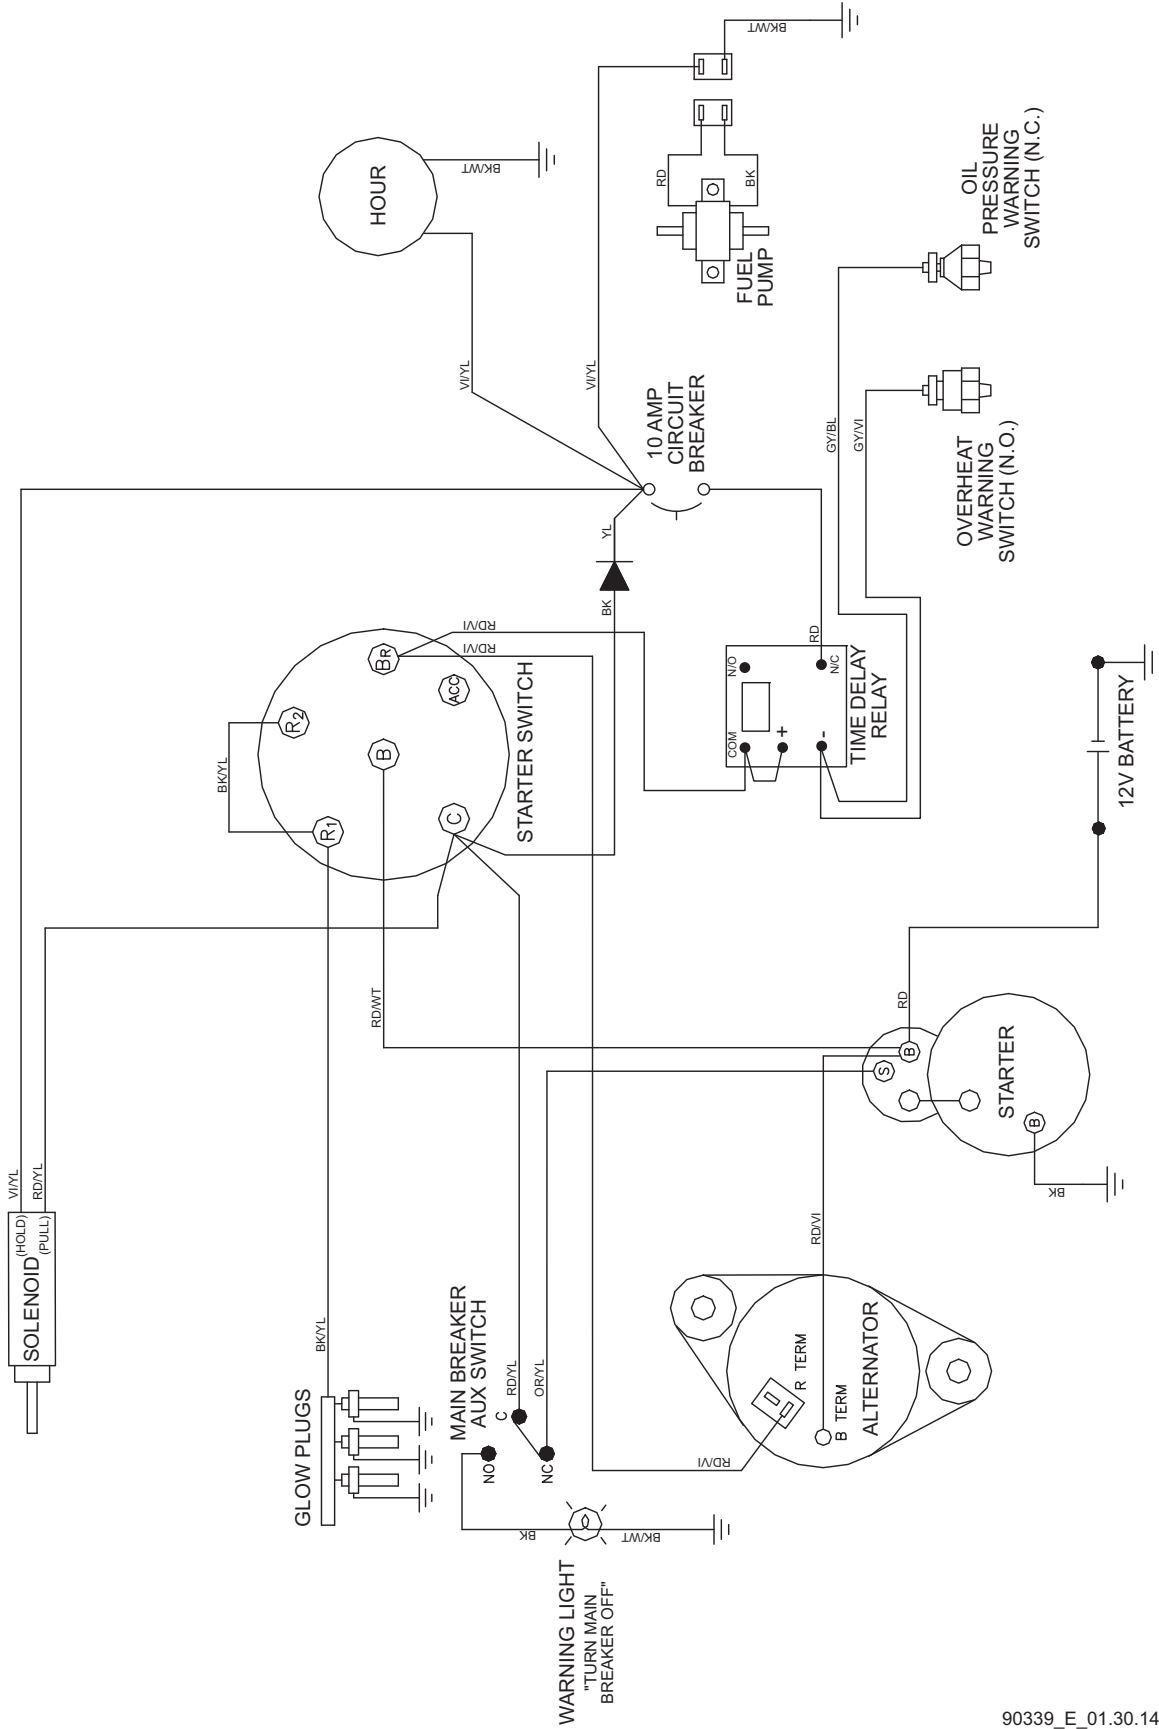 SOLENOID
(HOLD)
(PULL)
VI/YL
RD/YL
GLOW PLUGS
BK/YL
BK/YL
R1
R2
B
BR
ACC
C
STARTER SWITCH
RD/WT
RD/VI
RD/VI
HOUR
VI/YL
BK/WT
VI/YL
BK/WT
RD
BK
FUEL
PUMP
10 AMP
CIRCUIT
BREAKER
YL
BK
MAIN BREAKER
AUX SWITCH
C
NO
NC
RD/YL
OR/YL
WARNING LIGHT
"TURN MAIN
BREAKER OFF"
BK
BK/WT
RD/VI
R TERM
B TERM
ALTERNATOR
RD/VI
S
B
B
STARTER
BK
RD
12V BATTERY
COM
N/O
+
-
N/C
RD
TIME DELAY
RELAY
GY/BL
GY/VI
OVERHEAT
WARNING
SWITCH (N.O.)
OIL
PRESSURE
WARNING
SWITCH (N.C.)
90339_E_01.30.14